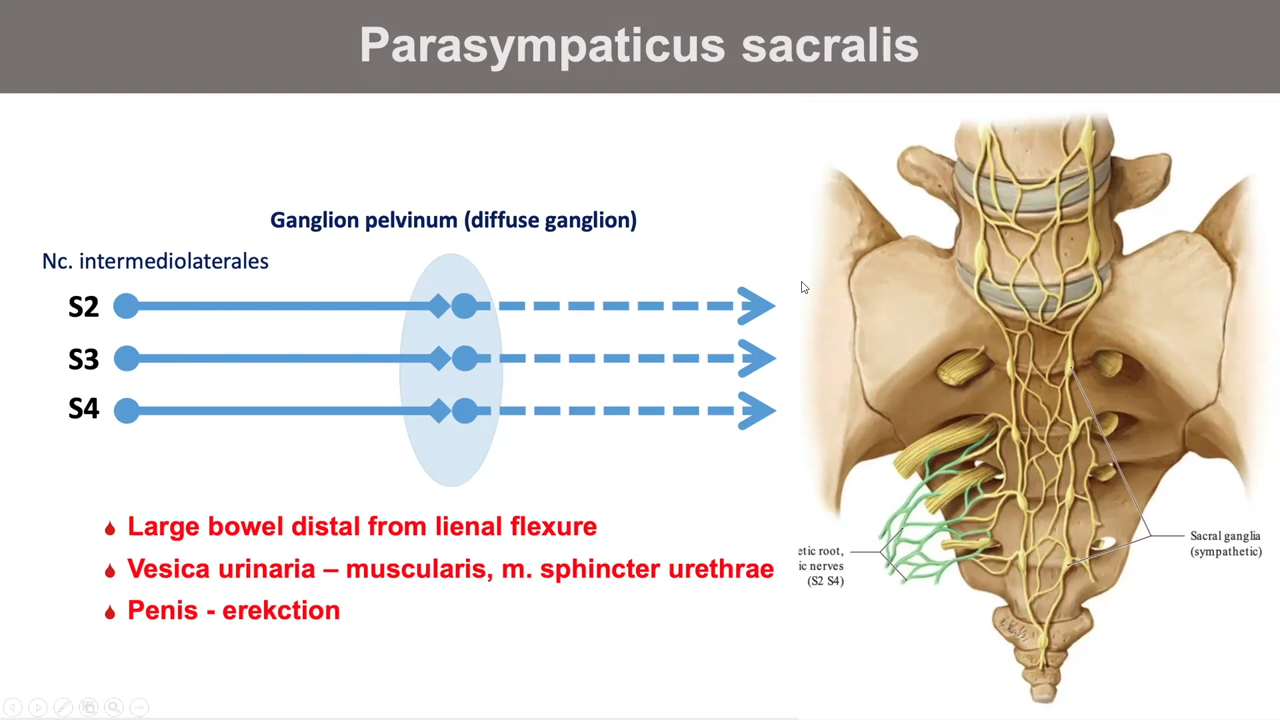 Parasympaticus sacralis
Ganglion pelvinum (diffuse ganglion)
Nc. intermediolaterales
S2
S3
S4
Large bowel distal from lienal flexure
Vesica urinaria – muscularis, m. sphincter urethrae
Penis - erekction
etic root,
ic nerves
(S2 S4)
Sacral ganglia
(sympathetic)